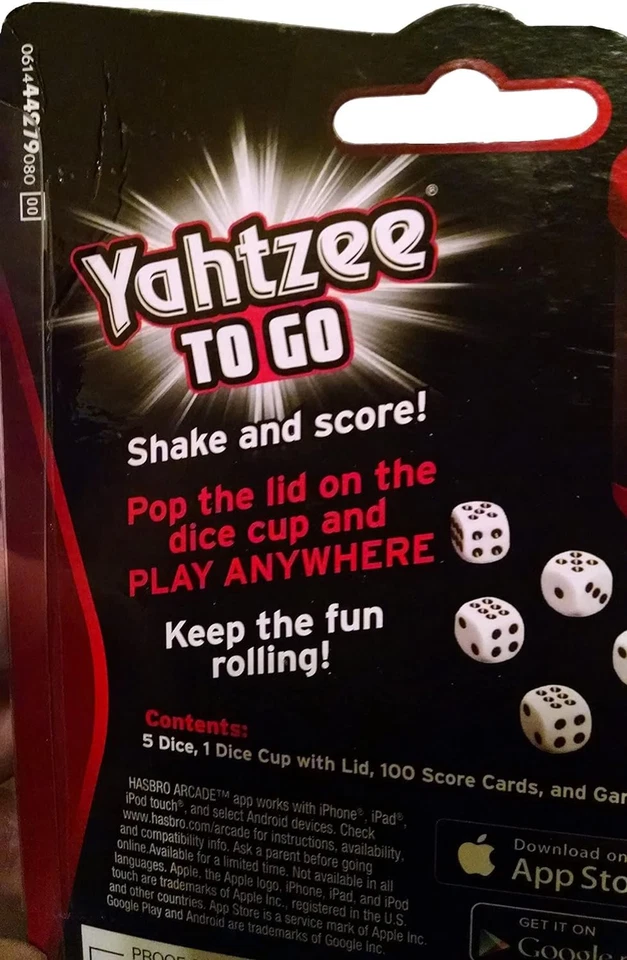 061444279080 00
Yahtzee®
TO GO
Shake and score!
Pop the lid on the
dice cup and
PLAY ANYWHERE
Keep the fun
rolling!
Contents:
5 Dice, 1 Dice Cup with Lid, 100 Score Cards, and
HASBRO ARCADE™ app works with iPhone®, iPad®,
iPod touch®, and select Android devices. Check
www.hasbro.com/arcade for instructions, availability,
and compatibility info. Ask a parent before going
online.Available for a limited time. Not available in all
languages. Apple, the Apple logo, iPhone, iPad, and iPod
touch are trademarks of Apple Inc., registered in the U.S.
and other countries. App Store is a service mark of Apple Inc.
Google Play and Android are trademarks of Google Inc.
Download on
App Sto
GET IT ON
Google
PROOF